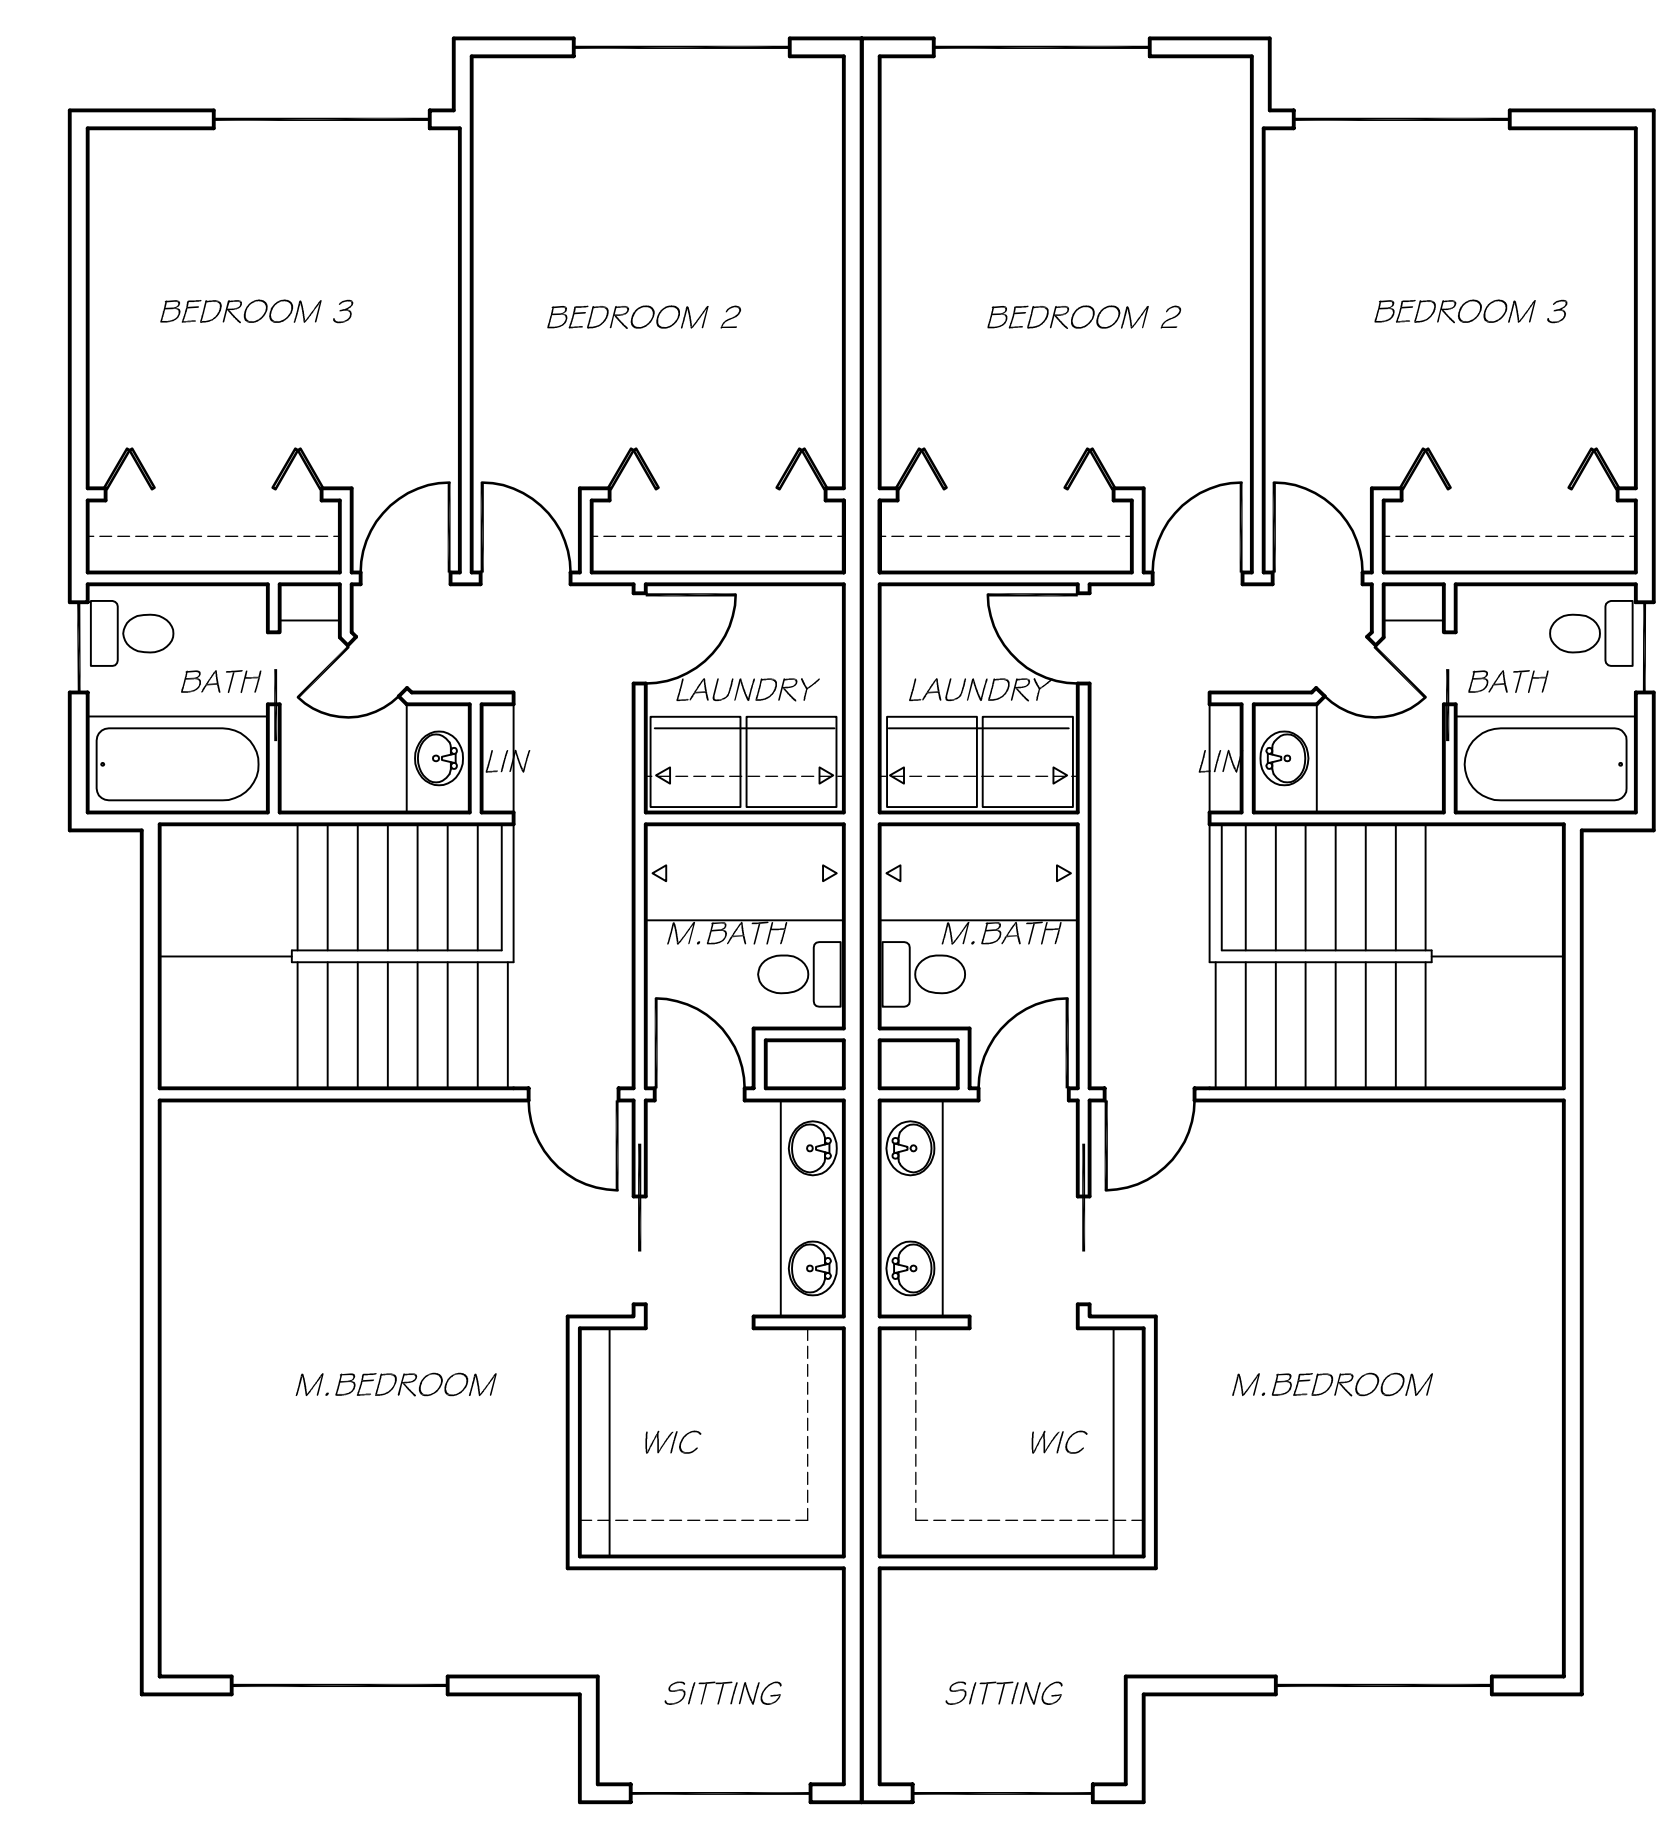 BEDROOM 3
BEDROOM 2
BEDROOM 2
BEDROOM 3
BATH
LAUNDRY
LAUNDRY
BATH
LIN
LIN
M.BATH
M.BATH
M.BEDROOM
M.BEDROOM
WIC
WIC
SITTING
SITTING